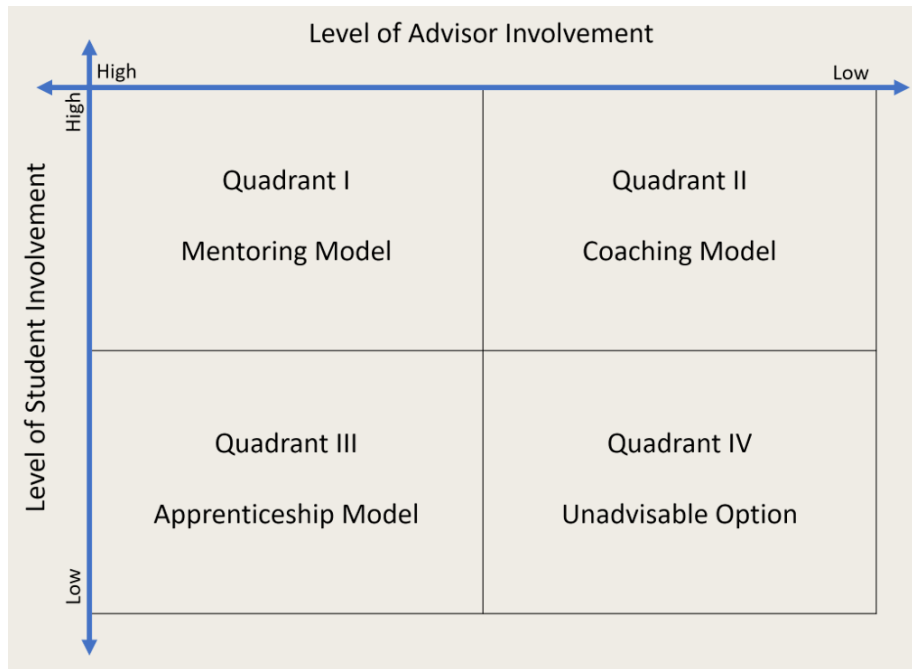 Level of Advisor Involvement
High
Low
High
Level of Student Involvement
Low
Quadrant I
Mentoring Model
Quadrant II
Coaching Model
Quadrant III
Apprenticeship Model
Quadrant IV
Unadvisable Option